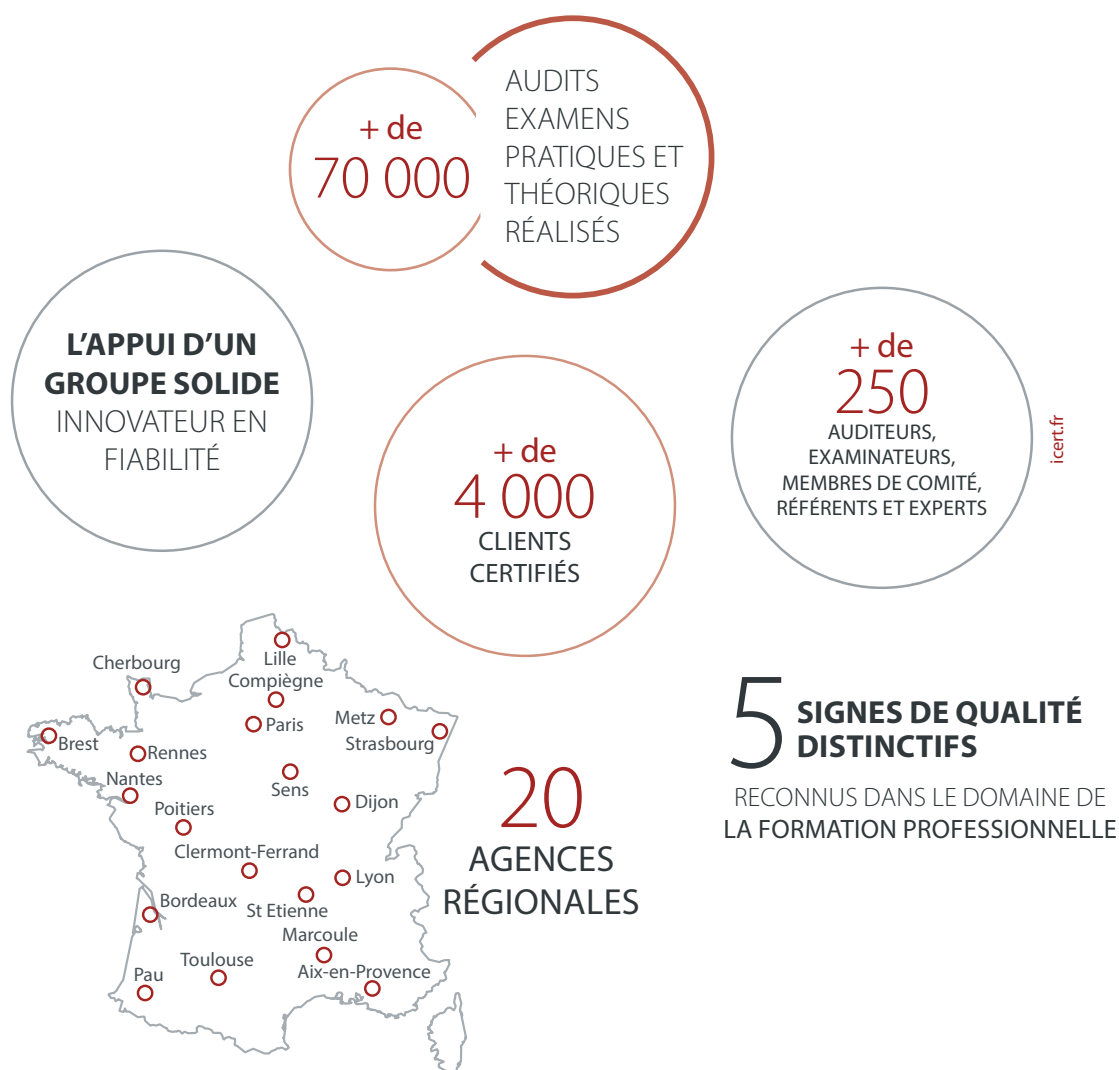 + de
70 000
AUDITS
EXAMENS
PRATIQUES ET
THÉORIQUES
RÉALISÉS
L'APPUI D'UN
GROUPE SOLIDE
INNOVATEUR EN
FIABILITÉ
+ de
4 000
CLIENTS
CERTIFIÉS
+ de
250
AUDITEURS,
EXAMINATEURS,
MEMBRES DE COMITÉ,
RÉFÉRENTS ET EXPERTS
icert.fr
Cherbourg
Lille
Compiègne
Paris
Metz
Strasbourg
Brest
Rennes
Nantes
Sens
Poitiers
Dijon
Clermont-Ferrand
Lyon
Bordeaux
St Etienne
Marcoule
Toulouse
Aix-en-Provence
Pau
20
AGENCES
RÉGIONALES
5 SIGNES DE QUALITÉ
DISTINCTIFS
RECONNUS DANS LE DOMAINE DE
LA FORMATION PROFESSIONNELLE